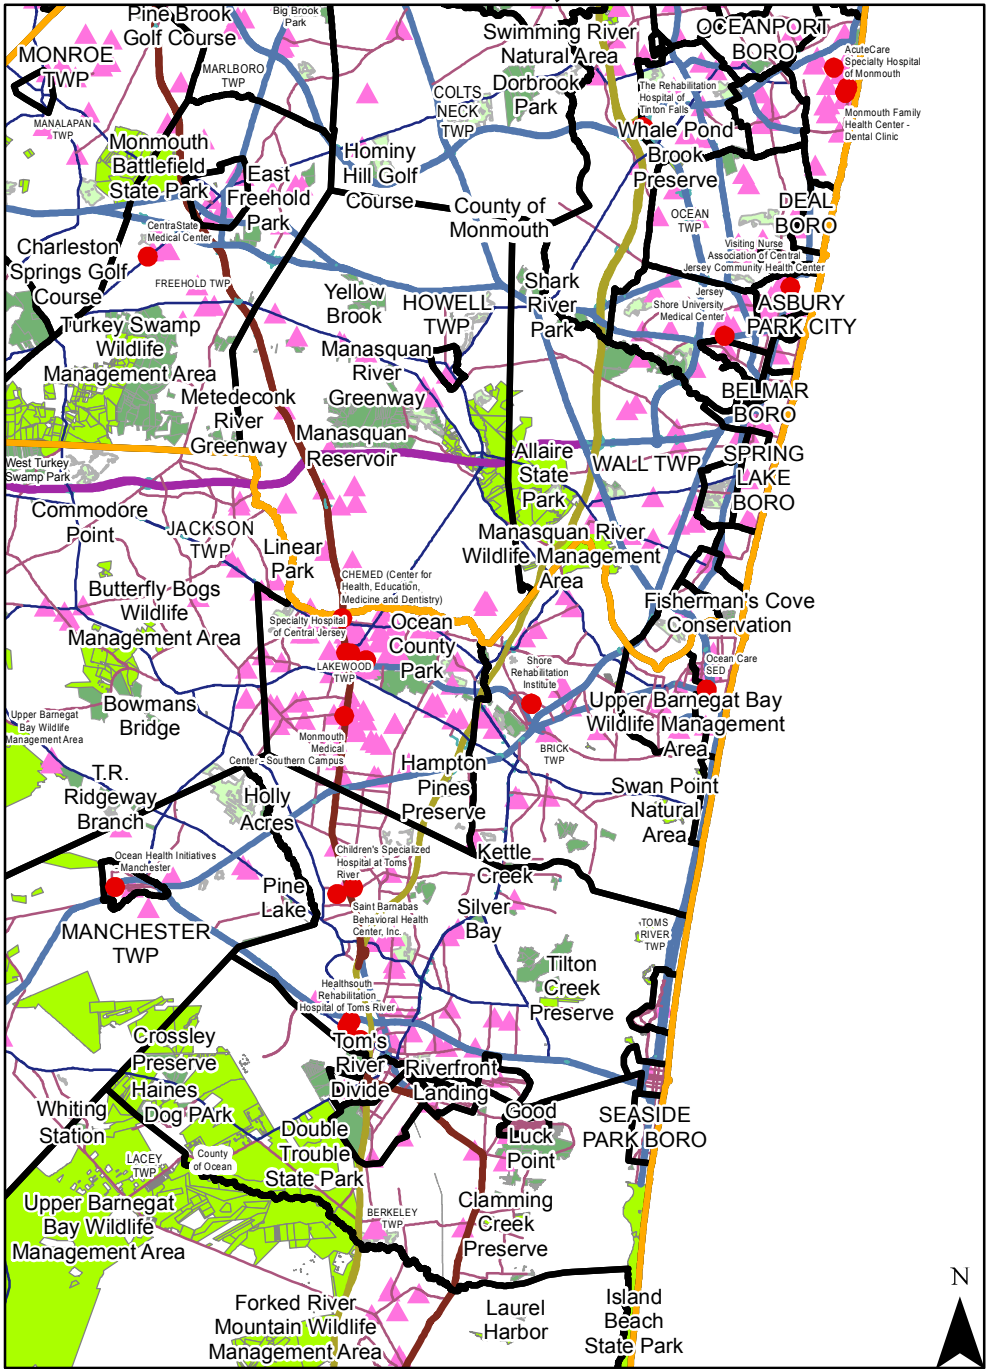 Pine Brook
Golf Course
Big Brook
Park
Swimming River
Natural Area
OCEANPORT
BORO
MONROE
TWP
MARLBORO
TWP
AcuteCare
Specialty Hospital
of Monmouth
Dorbrook
Park
COLTS
NECK
TWP
The Rehabilitation
Hospital of
Tinton Falls
MANALAPAN
TWP
Monmouth Family
Health Center -
Dental Clinic
Whale Pond
Brook
Preserve
Monmouth
Battlefield
State Park
Hominy
Hill Golf
Course
East
Freehold
Park
County of
Monmouth
DEAL
BORO
OCEAN
TWP
CentraState
Medical Center
Charleston
Springs Golf
Course
Visiting Nurse
Association of Central
Jersey Community Health Center
FREEHOLD TWP
Yellow
Brook
HOWELL
TWP
Shark
River
Park
Jersey
Shore University
Medical Center
ASBURY
PARK CITY
Turkey Swamp
Wildlife
Management Area
Manasquan
River
Greenway
Metedeconk
River
Greenway
BELMAR
BORO
Manasquan
Reservoir
Allaire
State
Park
WALL TWP
SPRING
LAKE
BORO
West Turkey
Swamp Park
Commodore
Point
JACKSON
TWP
Linear
Park
Manasquan River
Wildlife Management
Area
CHEMED (Center for
Health, Education,
Medicine and Dentistry)
Butterfly Bogs
Wildlife
Management Area
Specialty Hospital
of Central Jersey
Ocean
County
Park
Fisherman's Cove
Conservation
LAKEWOOD
TWP
Shore
Rehabilitation
Institute
Ocean Care
SED
Bowmans
Bridge
Upper Barnegat Bay
Wildlife Management
Area
Upper Barnegat
Bay Wildlife
Management Area
Monmouth
Medical
Center - Southern Campus
BRICK
TWP
T.R.
Ridgeway
Branch
Holly
Acres
Hampton
Pines
Preserve
Swan Point
Natural
Area
Ocean Health Initiatives
- Manchester
Children's Specialized
Hospital at Toms
River
Kettle
Creek
Pine
Lake
Saint Barnabas
Behavioral Health
Center, Inc.
Silver
Bay
MANCHESTER
TWP
TOMS
RIVER
TWP
Tilton
Creek
Preserve
Healthsouth
Rehabilitation
Hospital of Toms River
Crossley
Preserve
Tom's
River
Divide
Riverfront
Landing
Haines
Dog PArk
Whiting
Station
Good
Luck
Point
SEASIDE
PARK BORO
Double
Trouble
State Park
LACEY
TWP
County
of Ocean
Upper Barnegat
Bay Wildlife
Management Area
BERKELEY
TWP
Clamming
Creek
Preserve
N
Forked River
Mountain Wildlife
Management Area
Laurel
Harbor
Island
Beach
State Park